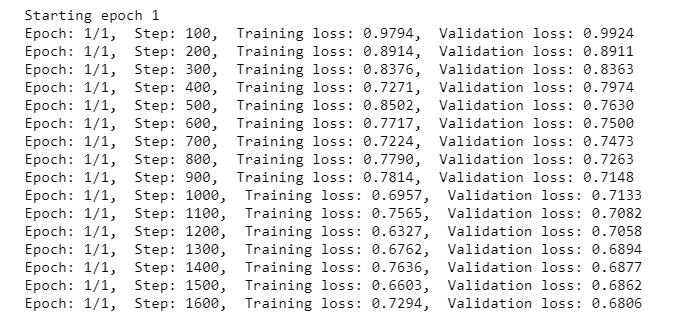 Starting epoch 1
Epoch: 1/1,  Step: 100,  Training loss: 0.9794,  Validation loss: 0.9924
Epoch: 1/1,  Step: 200,  Training loss: 0.8914,  Validation loss: 0.8911
Epoch: 1/1,  Step: 300,  Training loss: 0.8376,  Validation loss: 0.8363
Epoch: 1/1,  Step: 400,  Training loss: 0.7271,  Validation loss: 0.7974
Epoch: 1/1,  Step: 500,  Training loss: 0.8502,  Validation loss: 0.7630
Epoch: 1/1,  Step: 600,  Training loss: 0.7717,  Validation loss: 0.7500
Epoch: 1/1,  Step: 700,  Training loss: 0.7224,  Validation loss: 0.7473
Epoch: 1/1,  Step: 800,  Training loss: 0.7790,  Validation loss: 0.7263
Epoch: 1/1,  Step: 900,  Training loss: 0.7814,  Validation loss: 0.7148
Epoch: 1/1,  Step: 1000,  Training loss: 0.6957,  Validation loss: 0.7133
Epoch: 1/1,  Step: 1100,  Training loss: 0.7565,  Validation loss: 0.7082
Epoch: 1/1,  Step: 1200,  Training loss: 0.6327,  Validation loss: 0.7058
Epoch: 1/1,  Step: 1300,  Training loss: 0.6762,  Validation loss: 0.6894
Epoch: 1/1,  Step: 1400,  Training loss: 0.7636,  Validation loss: 0.6877
Epoch: 1/1,  Step: 1500,  Training loss: 0.6603,  Validation loss: 0.6862
Epoch: 1/1,  Step: 1600,  Training loss: 0.7294,  Validation loss: 0.6806